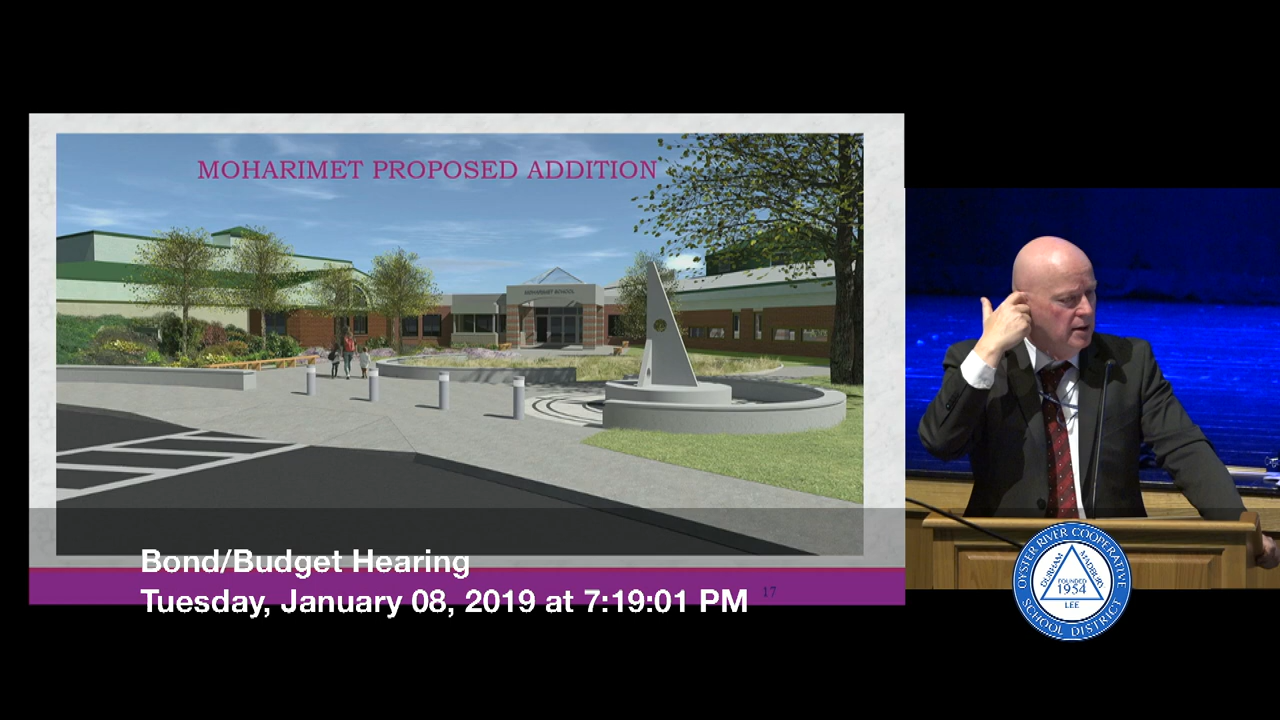 MOHARIMET PROPOSED ADDITION
MOHARIMET SCHOOL
17
Bond/Budget Hearing
Tuesday, January 08, 2019 at 7:19:01 PM
OYSTER RIVER COOPERATIVE
DURHAM
MADBURY
FOUNDED
1954
LEE
SCHOOL DISTRICT